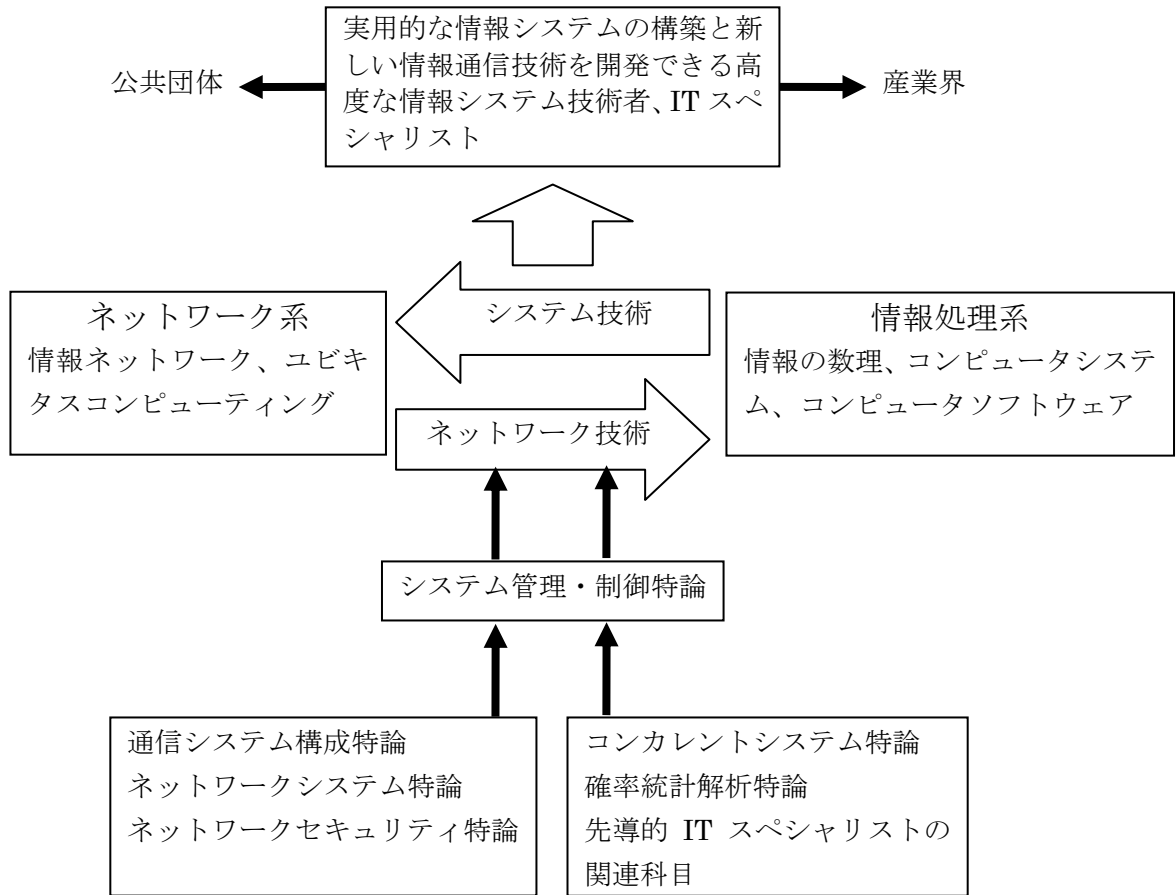 実用的な情報システムの構築と新
しい情報通信技術を開発できる高
度な情報システム技術者、IT スペ
シャリスト
公共団体
産業界
システム技術
ネットワーク系
情報ネットワーク、ユビキ
タスコンピューティング
情報処理系
情報の数理、コンピュータシステ
ム、コンピュータソフトウェア
ネットワーク技術
システム管理・制御特論
通信システム構成特論
ネットワークシステム特論
ネットワークセキュリティ特論
コンカレントシステム特論
確率統計解析特論
先導的 IT スペシャリストの
関連科目